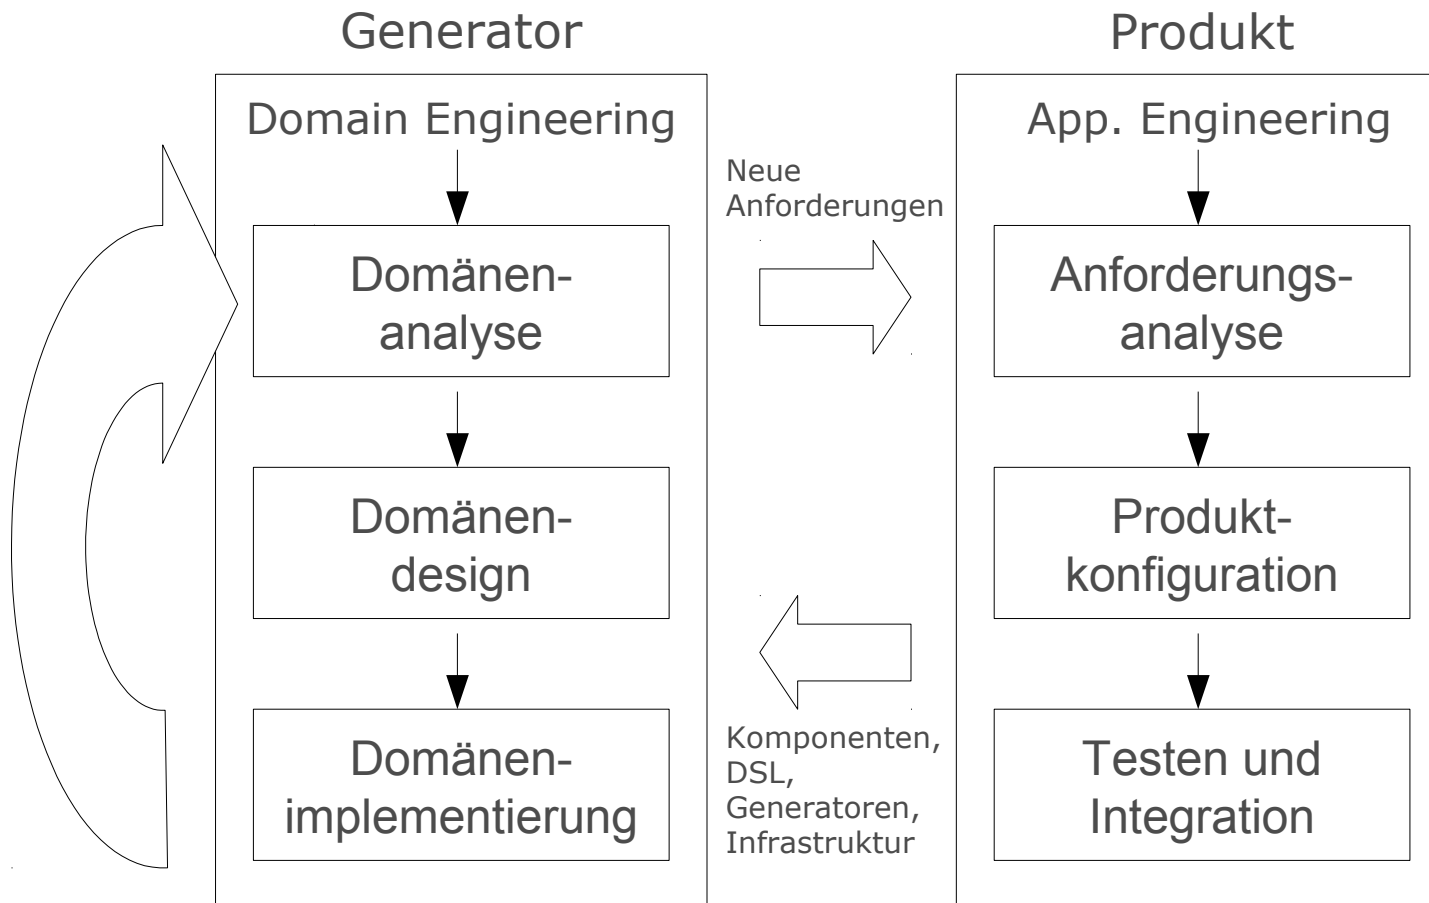 Generator
Domain Engineering
Domänen-
analyse
Domänen-
design
Domänen-
implementierung
Neue
Anforderungen
Komponenten,
DSL,
Generatoren,
Infrastruktur
Produkt
App. Engineering
Anforderungs-
analyse
Produkt-
konfiguration
Testen und
Integration